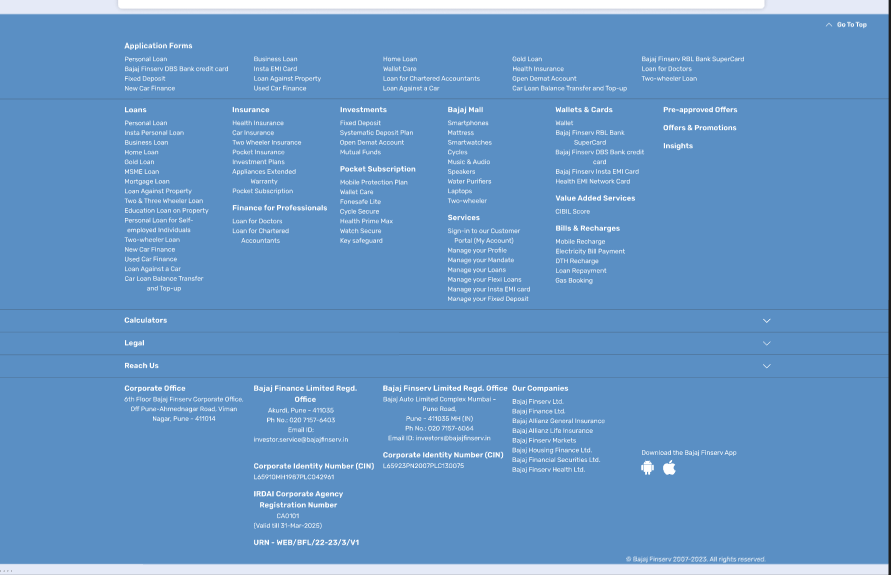 Go To Top
Application Forms
Personal Loan
Bajaj Finserv DBS Bank credit card
Fixed Deposit
New Car Finance
Business Loan
Insta EMI Card
Loan Against Property
Used Car Finance
Home Loan
Wallet Care
Loan for Chartered Accountants
Loan Against a Car
Gold Loan
Health Insurance
Open Demat Account
Car Loan Balance Transfer and Top-up
Bajaj Finserv RBL Bank SuperCard
Loan for Doctors
Two-wheeler Loan
Loans
Personal Loan
Insta Personal Loan
Business Loan
Home Loan
Gold Loan
MSME Loan
Mortgage Loan
Loan Against Property
Two & Three Wheeler Loan
Education Loan on Property
Personal Loan for Self-
employed Individuals
Two-wheeler Loan
New Car Finance
Used Car Finance
Loan Against a Car
Car Loan Balance Transfer
and Top-up
Insurance
Health Insurance
Car Insurance
Two Wheeler Insurance
Pocket Insurance
Investment Plans
Appliances Extended
Warranty
Pocket Subscription
Finance for Professionals
Loan for Doctors
Loan for Chartered
Accountants
Investments
Fixed Deposit
Systematic Deposit Plan
Open Demat Account
Mutual Funds
Pocket Subscription
Mobile Protection Plan
Wallet Care
Fonesafe Lite
Cycle Secure
Health Prime Max
Watch Secure
Key safeguard
Bajaj Mall
Smartphones
Mattress
Smartwatches
Cycles
Music & Audio
Speakers
Water Purifiers
Laptops
Two-wheeler
Services
Sign-in to our Customer
Portal (My Account)
Manage your Profile
Manage your Mandate
Manage your Loans
Manage your Flexi Loans
Manage your Insta EMI card
Manage your Fixed Deposit
Wallets & Cards
Wallet
Bajaj Finserv RBL Bank
SuperCard
Bajaj Finserv DBS Bank credit
card
Bajaj Finserv Insta EMI Card
Health EMI Network Card
Value Added Services
CIBIL Score
Bills & Recharges
Mobile Recharge
Electricity Bill Payment
DTH Recharge
Loan Repayment
Gas Booking
Pre-approved Offers
Offers & Promotions
Insights
Calculators
Legal
Reach Us
Corporate Office
6th Floor Bajaj Finserv Corporate Office,
Off Pune-Ahmednagar Road, Viman
Nagar, Pune - 411014
Bajaj Finance Limited Regd.
Office
Akurdi, Pune - 411035
Ph No.: 020 7157-6403
Email ID:
investor.service@bajajfinserv.in
Corporate Identity Number (CIN)
L65910MH1987PLC042961
IRDAI Corporate Agency
Registration Number
CA0101
(Valid till 31-Mar-2025)
URN - WEB/BFL/22-23/3/V1
Bajaj Finserv Limited Regd. Office
Bajaj Auto Limited Complex Mumbai -
Pune Road,
Pune - 411035 MH (IN)
Ph No.: 020 7157-6064
Email ID: investors@bajajfinserv.in
Corporate Identity Number (CIN)
L65923PN2007PLC130075
Our Companies
Bajaj Finserv Ltd.
Bajaj Finance Ltd.
Bajaj Allianz General Insurance
Bajaj Allianz Life Insurance
Bajaj Finserv Markets
Bajaj Housing Finance Ltd.
Bajaj Financial Securities Ltd.
Bajaj Finserv Health Ltd.
Download the Bajaj Finserv App
© Bajaj Finserv 2007-2023. All rights reserved.